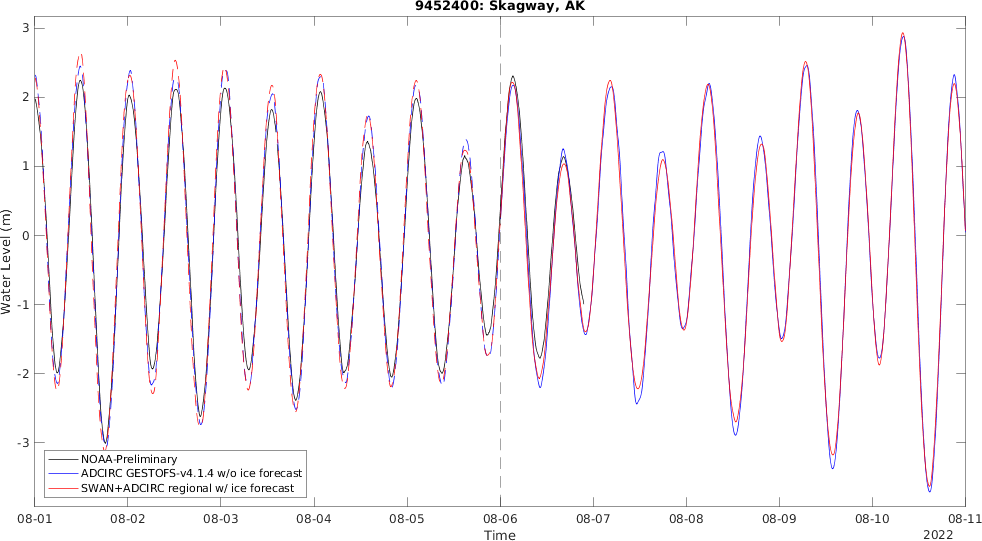 9452400: Skagway, AK
3
2
1
0
-1
-2
-3
Water Level (m)
NOAA-Preliminary
ADCIRC GESTOFS-v4.1.4 w/o ice forecast
SWAN+ADCIRC regional w/ ice forecast
08-01 08-02 08-03 08-04 08-05 08-06 08-07 08-08 08-09 08-10 08-11
Time
2022